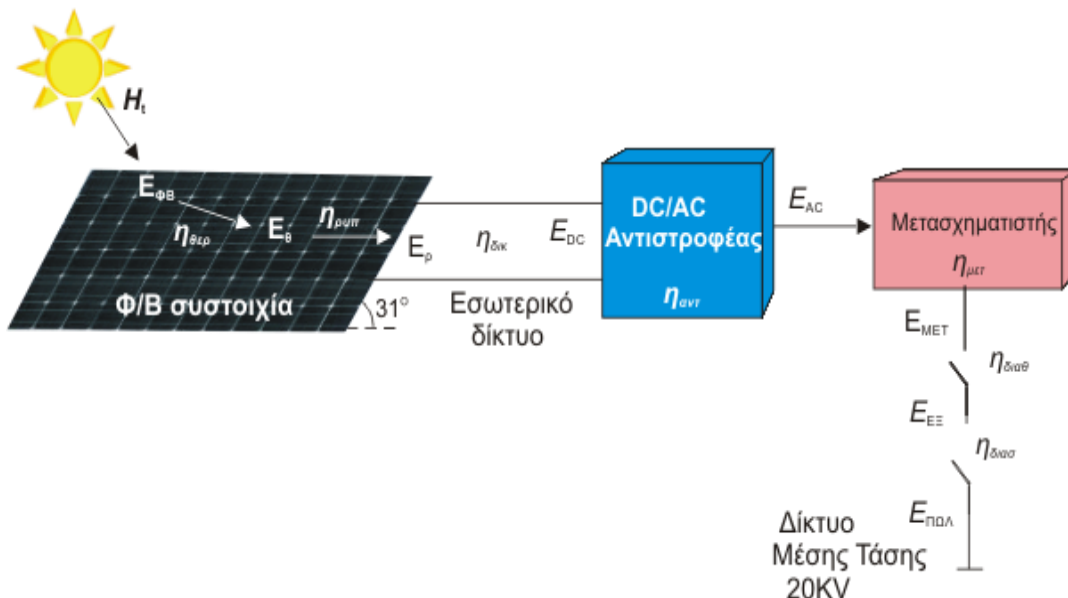 H_t
E_ΦΒ
η_θερ
E_θ
η_ρυπ
Φ/Β συστοιχία
31°
E_ρ
η_δικ
E_DC
Εσωτερικό
δίκτυο
DC/AC
Αντιστροφέας
η_αντ
E_AC
Μετασχηματιστής
η_μετ
E_ΜΕΤ
η_διαθ
E_ΕΞ
η_διασ
E_ΠΩΛ
Δίκτυο
Μέσης Τάσης
20KV